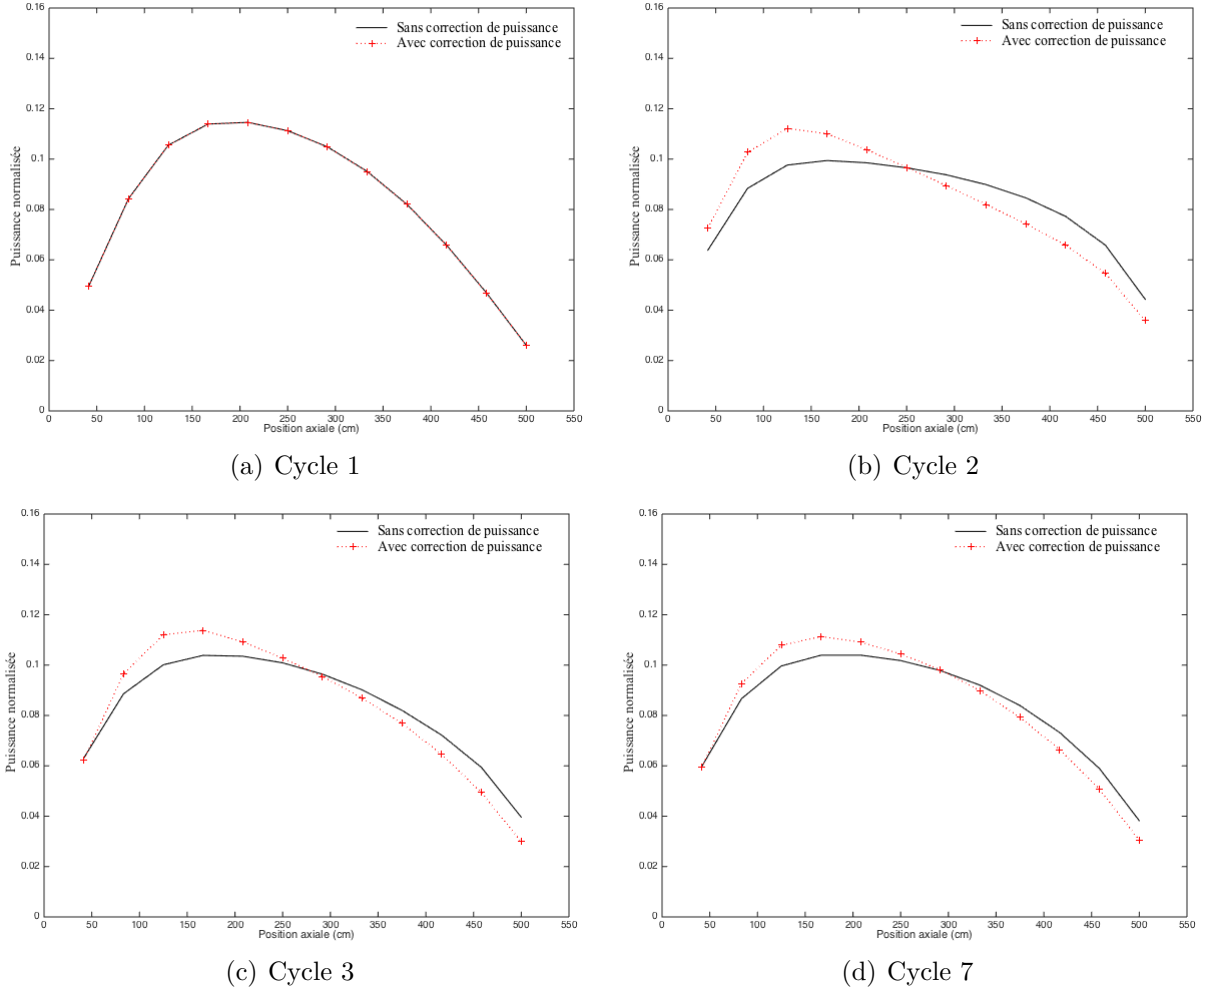 0.16
0.14
0.12
0.1
0.08
0.06
0.04
0.02
0
Puissance normalisée
Sans correction de puissance
Avec correction de puissance
0 50 100 150 200 250 300 350 400 450 500 550
Position axiale (cm)
(a) Cycle 1
0.16
0.14
0.12
0.1
0.08
0.06
0.04
0.02
0
Puissance normalisée
Sans correction de puissance
Avec correction de puissance
0 50 100 150 200 250 300 350 400 450 500 550
Position axiale (cm)
(b) Cycle 2
0.16
0.14
0.12
0.1
0.08
0.06
0.04
0.02
0
Puissance normalisée
Sans correction de puissance
Avec correction de puissance
0 50 100 150 200 250 300 350 400 450 500 550
Position axiale (cm)
(c) Cycle 3
0.16
0.14
0.12
0.1
0.08
0.06
0.04
0.02
0
Puissance normalisée
Sans correction de puissance
Avec correction de puissance
0 50 100 150 200 250 300 350 400 450 500 550
Position axiale (cm)
(d) Cycle 7